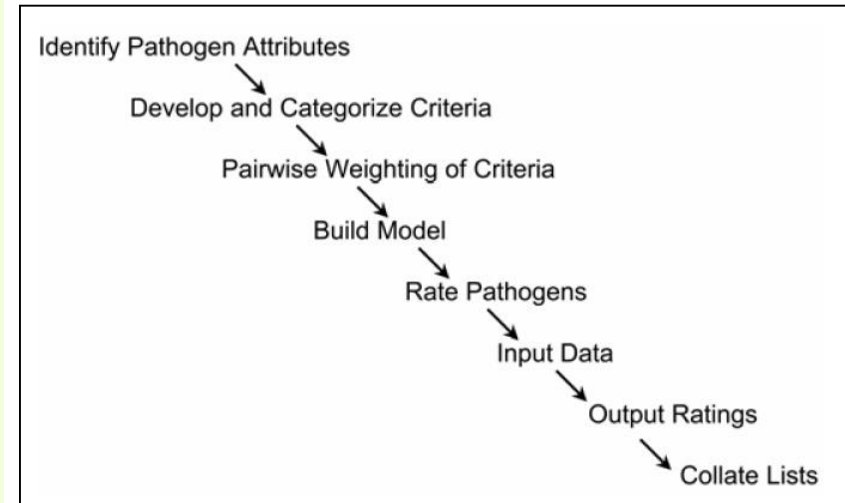 Identify Pathogen Attributes
Develop and Categorize Criteria
Pairwise Weighting of Criteria
Build Model
Rate Pathogens
Input Data
Output Ratings
Collate Lists